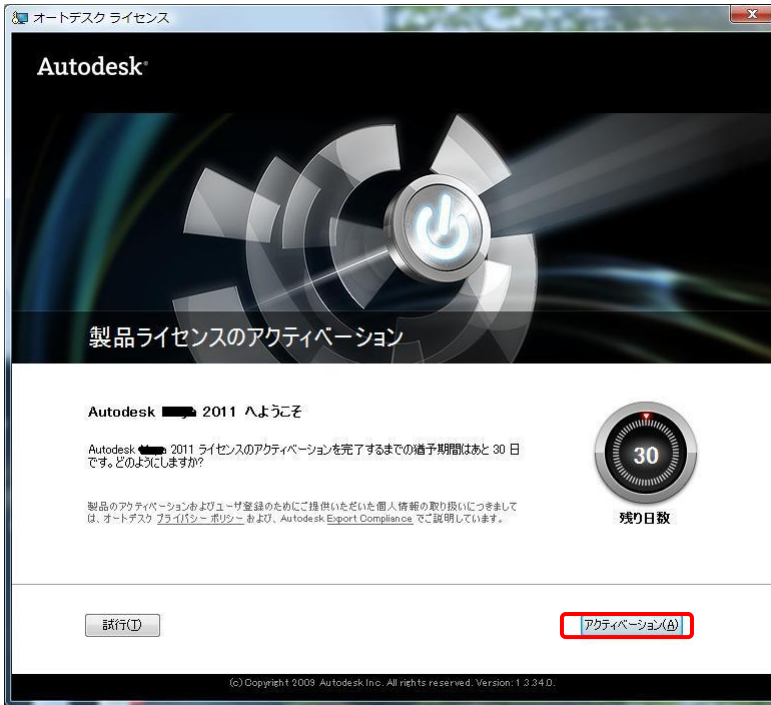 オートデスク ライセンス
Autodesk®
製品ライセンスのアクティベーション
Autodesk 2011 へようこそ
Autodesk 2011 ライセンスのアクティベーションを完了するまでの猶予期間はあと 30 日
です。どのようにしますか?
30
残り日数
製品のアクティベーションおよびユーザ登録のためにご提供いただいた個人情報の取り扱いにつきまして
は、オートデスク プライバシー ポリシー および、Autodesk Export Compliance でご説明しています。
試行(T)
アクティベーション(A)
(c) Copyright 2009 Autodesk Inc. All rights reserved. Version: 1.3.34.0.